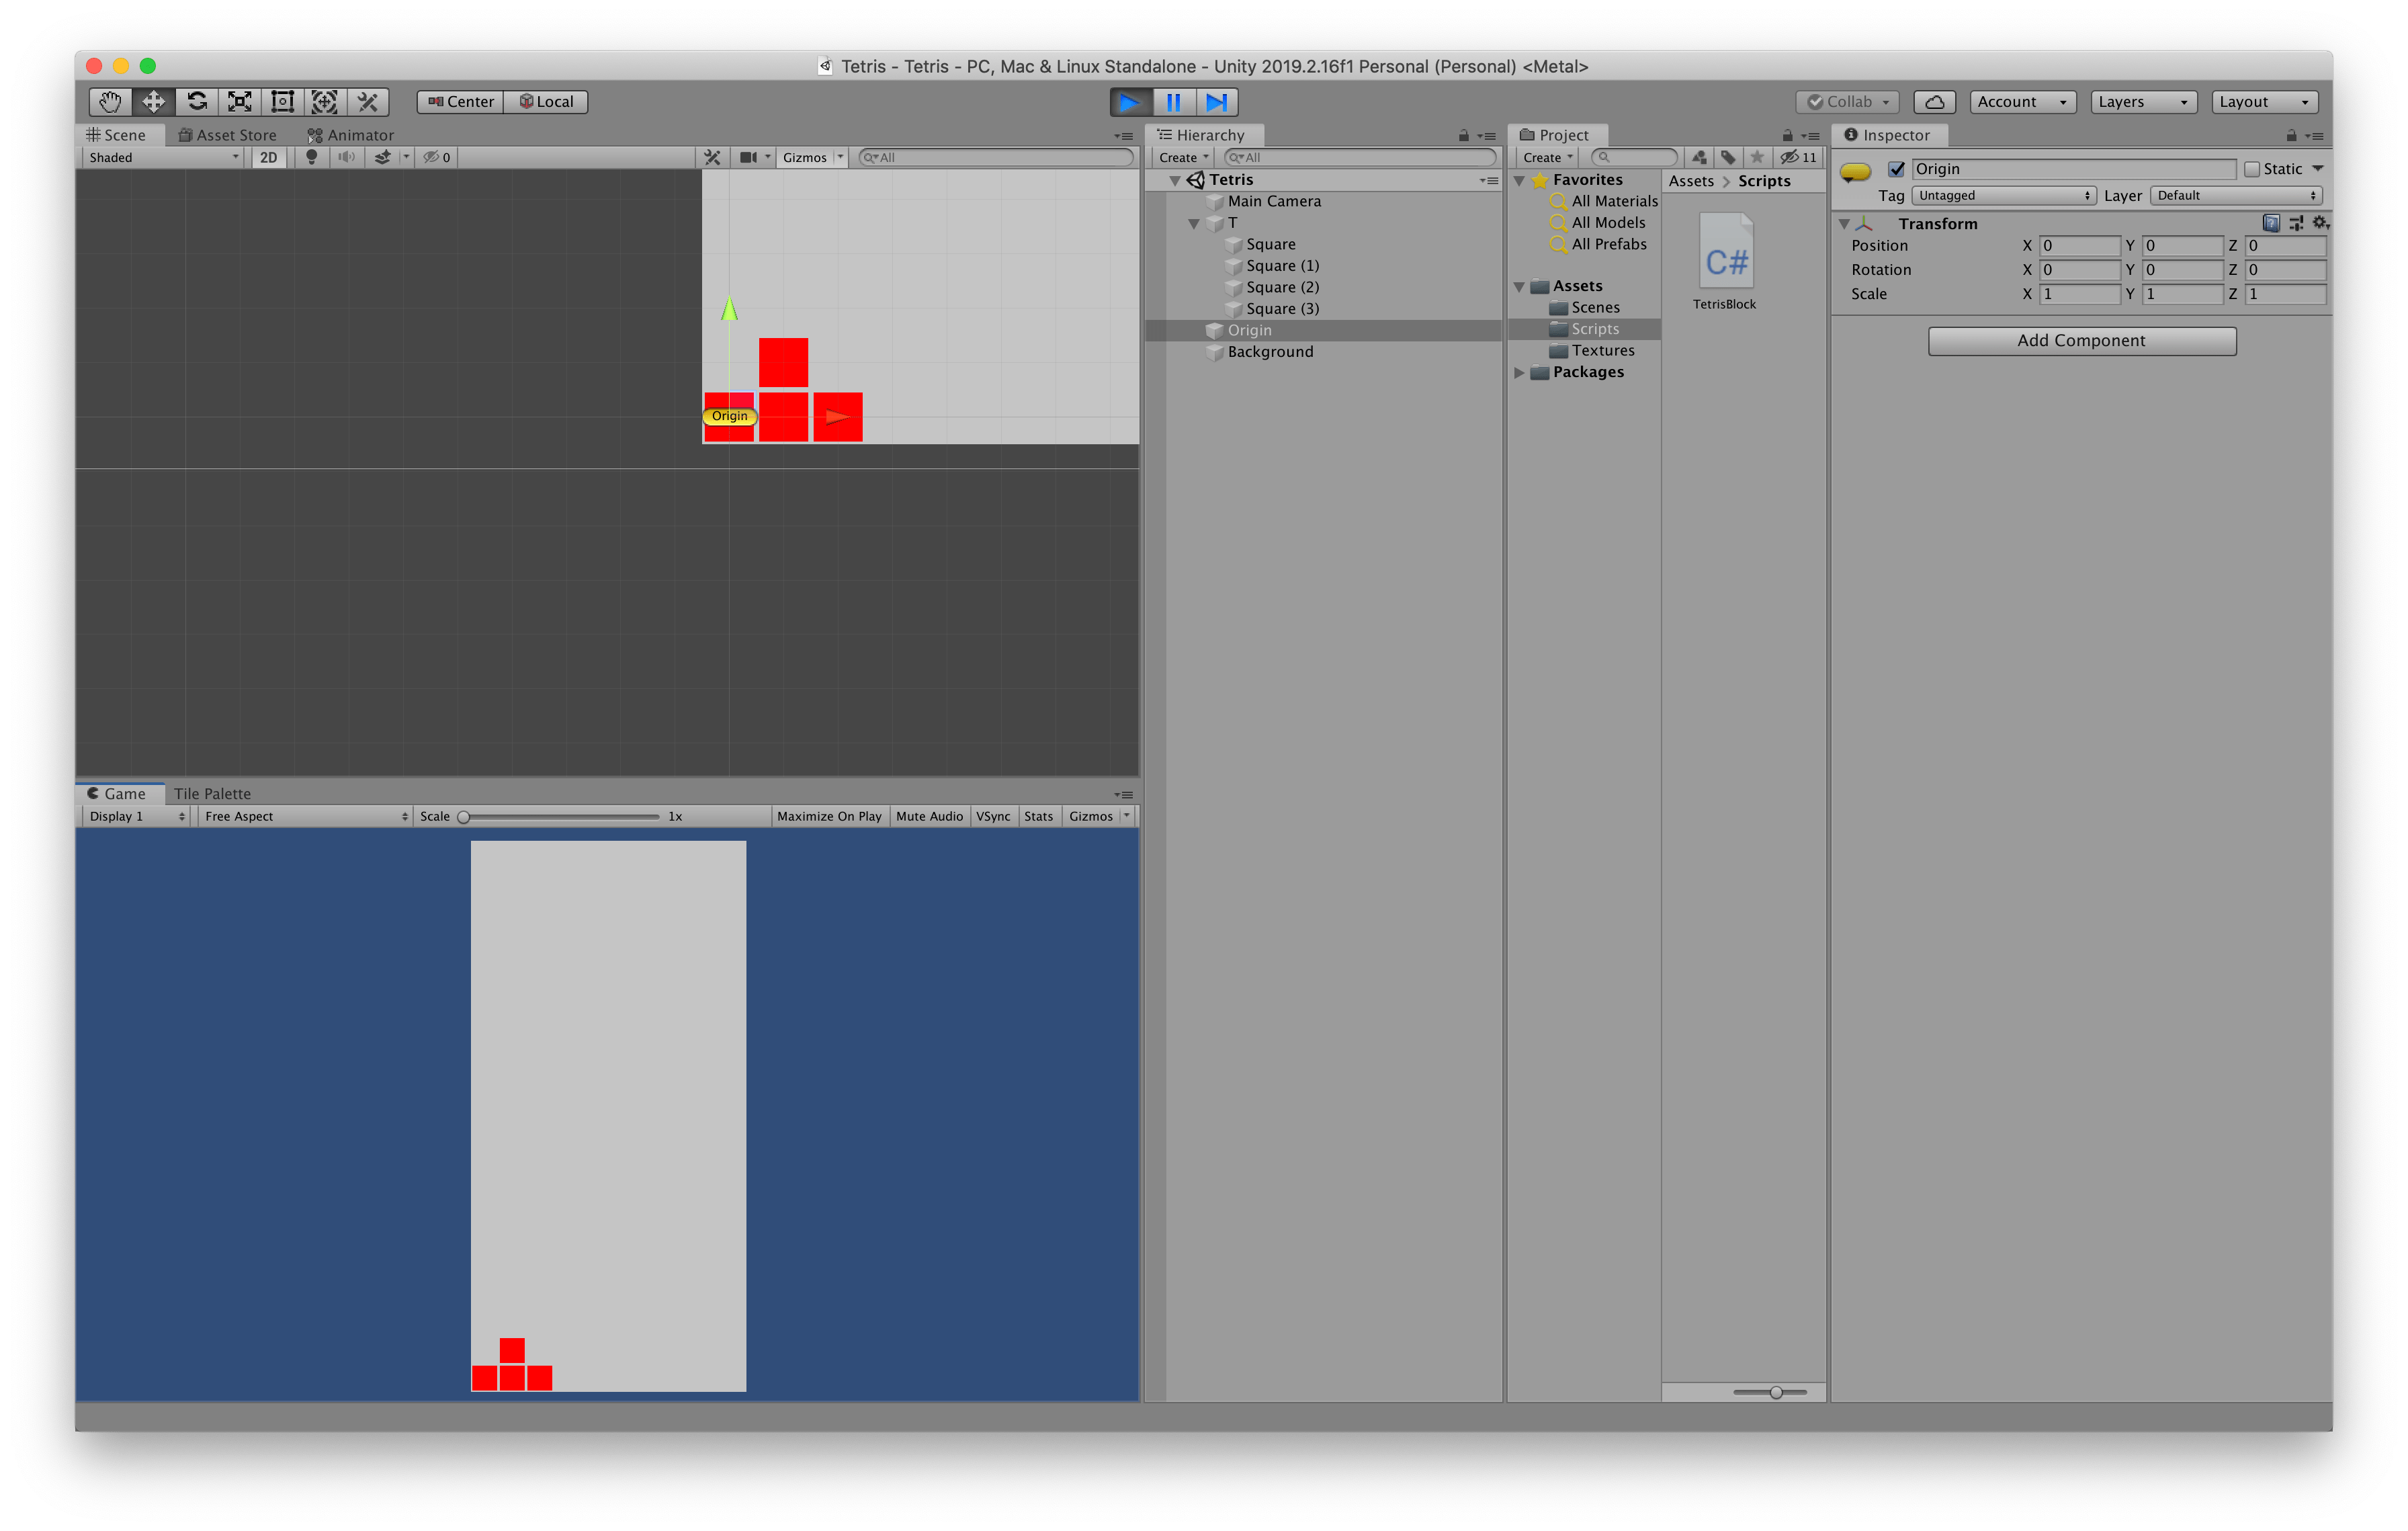 Tetris - Tetris - PC, Mac & Linux Standalone - Unity 2019.2.16f1 Personal (Personal) <Metal>
Center Local Collab Account Layers Layout
Scene Asset Store Animator
Shaded 2D 0 Gizmos All
Origin
Game Tile Palette
Display 1 Free Aspect Scale 1x Maximize On Play Mute Audio VSync Stats Gizmos
Hierarchy
Create All
Tetris
Main Camera
T
Square
Square (1)
Square (2)
Square (3)
Origin
Background
Project
Create 11
Favorites
All Materials
All Models
All Prefabs
Assets
Scenes
Scripts
Textures
Packages
Assets > Scripts
C#
TetrisBlock
Inspector
Origin Static
Tag Untagged Layer Default
Transform
Position X 0 Y 0 Z 0
Rotation X 0 Y 0 Z 0
Scale X 1 Y 1 Z 1
Add Component